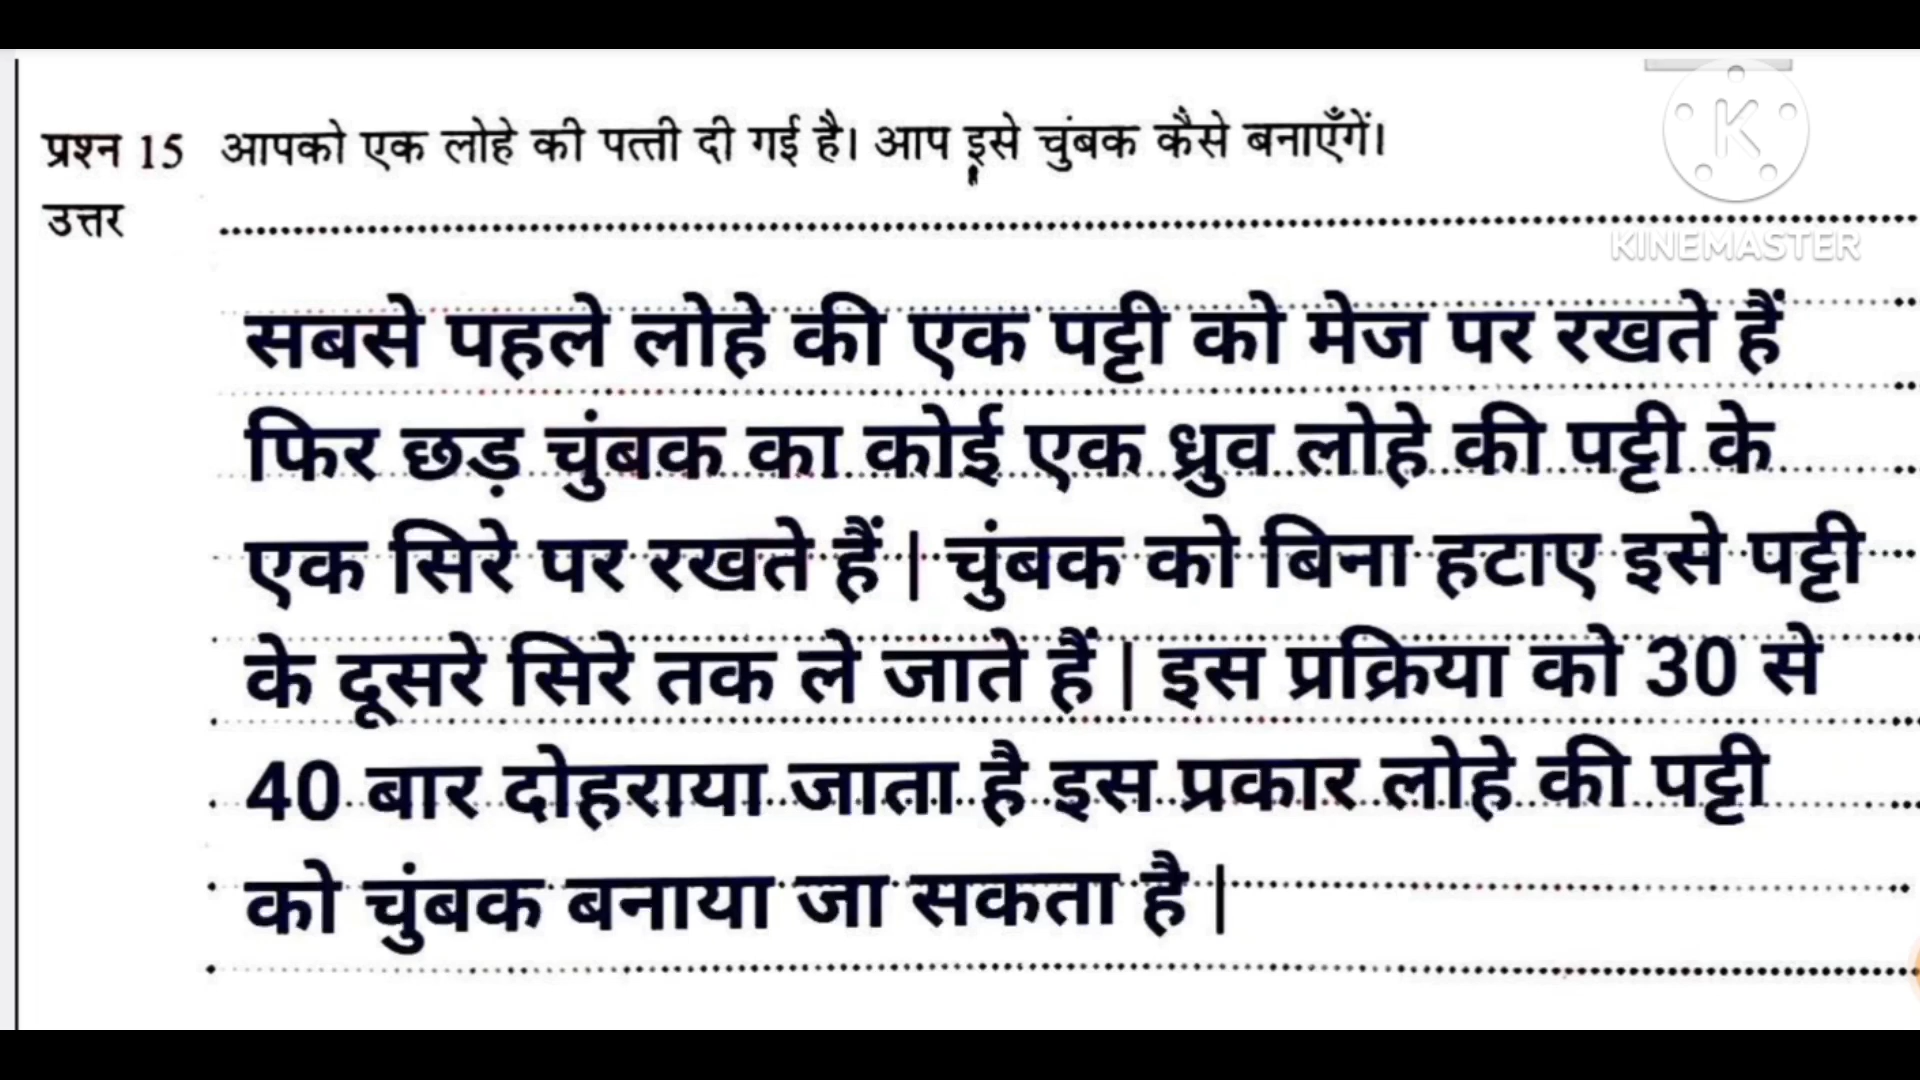 प्रश्न 15 आपको एक लोहे की पत्ती दी गई है। आप इसे चुंबक कैसे बनाएँगें।
उत्तर
K
KINEMASTER
सबसे पहले लोहे की एक पट्टी को मेज पर रखते हैं
फिर छड़ चुंबक का कोई एक ध्रुव लोहे की पट्टी के
एक सिरे पर रखते हैं | चुंबक को बिना हटाए इसे पट्टी
के दूसरे सिरे तक ले जाते हैं | इस प्रक्रिया को 30 से
40 बार दोहराया जाता है इस प्रकार लोहे की पट्टी
को चुंबक बनाया जा सकता है |